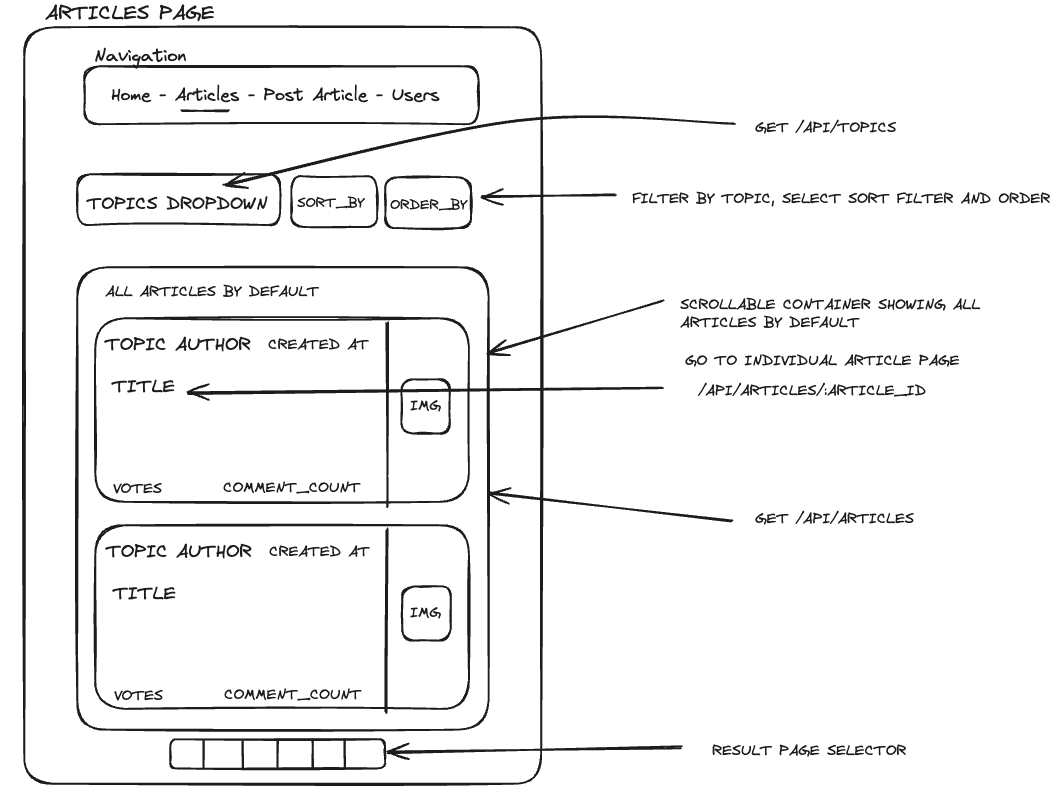 ARTICLES PAGE
Navigation
Home - Articles - Post Article - Users
GET /API/TOPICS
TOPICS DROPDOWN
SORT_BY
ORDER_BY
FILTER BY TOPIC, SELECT SORT FILTER AND ORDER
ALL ARTICLES BY DEFAULT
SCROLLABLE CONTAINER SHOWING ALL
ARTICLES BY DEFAULT
TOPIC AUTHOR CREATED AT
GO TO INDIVIDUAL ARTICLE PAGE
TITLE
/API/ARTICLES/:ARTICLE_ID
IMG
VOTES COMMENT_COUNT
GET /API/ARTICLES
TOPIC AUTHOR CREATED AT
TITLE
IMG
VOTES COMMENT_COUNT
RESULT PAGE SELECTOR